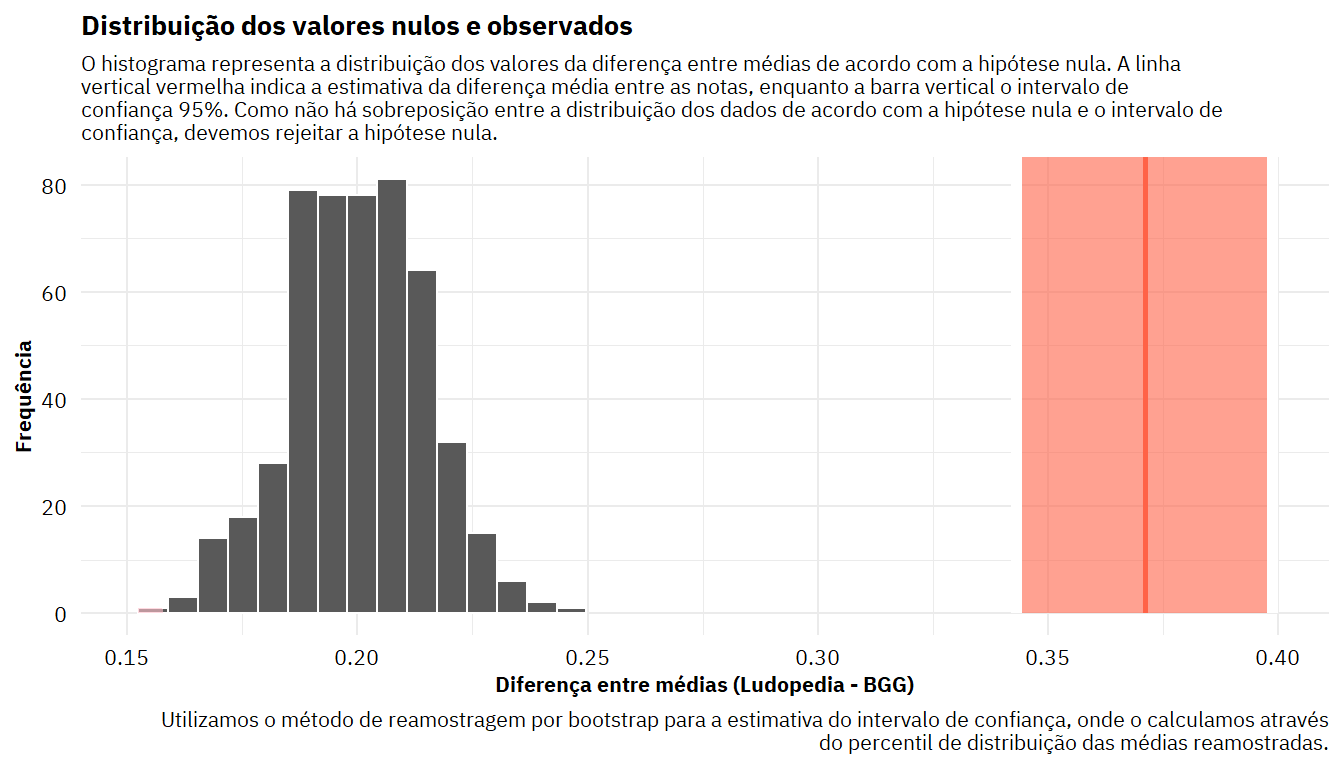 Distribuição dos valores nulos e observados
O histograma representa a distribuição dos valores da diferença entre médias de acordo com a hipótese nula. A linha
vertical vermelha indica a estimativa da diferença média entre as notas, enquanto a barra vertical o intervalo de
confiança 95%. Como não há sobreposição entre a distribuição dos dados de acordo com a hipótese nula e o intervalo de
confiança, devemos rejeitar a hipótese nula.
80
60
40
20
0
Frequência
0.15 0.20 0.25 0.30 0.35 0.40
Diferença entre médias (Ludopedia - BGG)
Utilizamos o método de reamostragem por bootstrap para a estimativa do intervalo de confiança, onde o calculamos através
do percentil de distribuição das médias reamostradas.